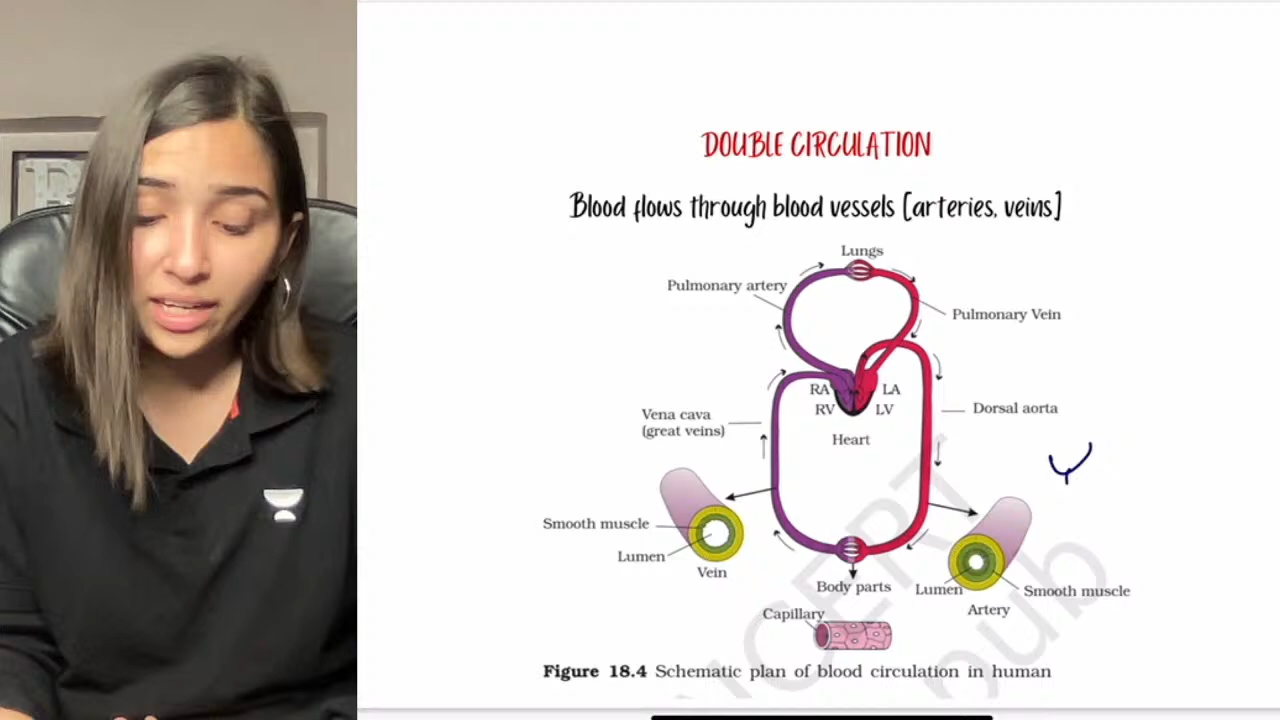 DOUBLE CIRCULATION
Blood flows through blood vessels [arteries, veins]
Lungs
Pulmonary artery
Pulmonary Vein
RA
LA
RV
LV
Vena cava
(great veins)
Dorsal aorta
Heart
Smooth muscle
Lumen
Vein
Body parts
Lumen
Smooth muscle
Artery
Capillary
Figure 18.4 Schematic plan of blood circulation in human
NCERT
pub